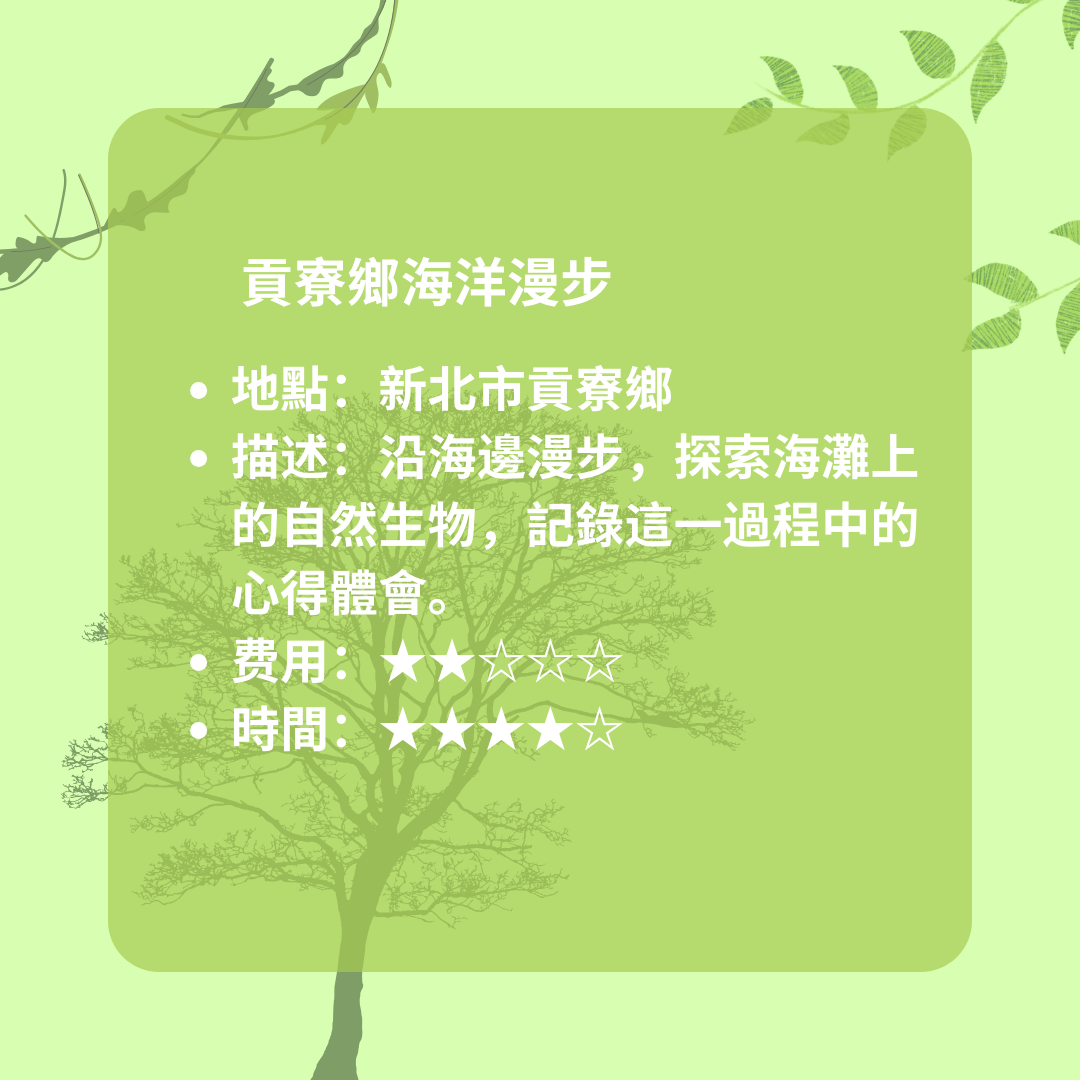 貢寮鄉海洋漫步
• 地點：新北市貢寮鄉
• 描述：沿海邊漫步，探索海灘上
的自然生物，記錄這一過程中的
心得體會。
• 费用：★★☆☆☆
• 時間：★★★★☆